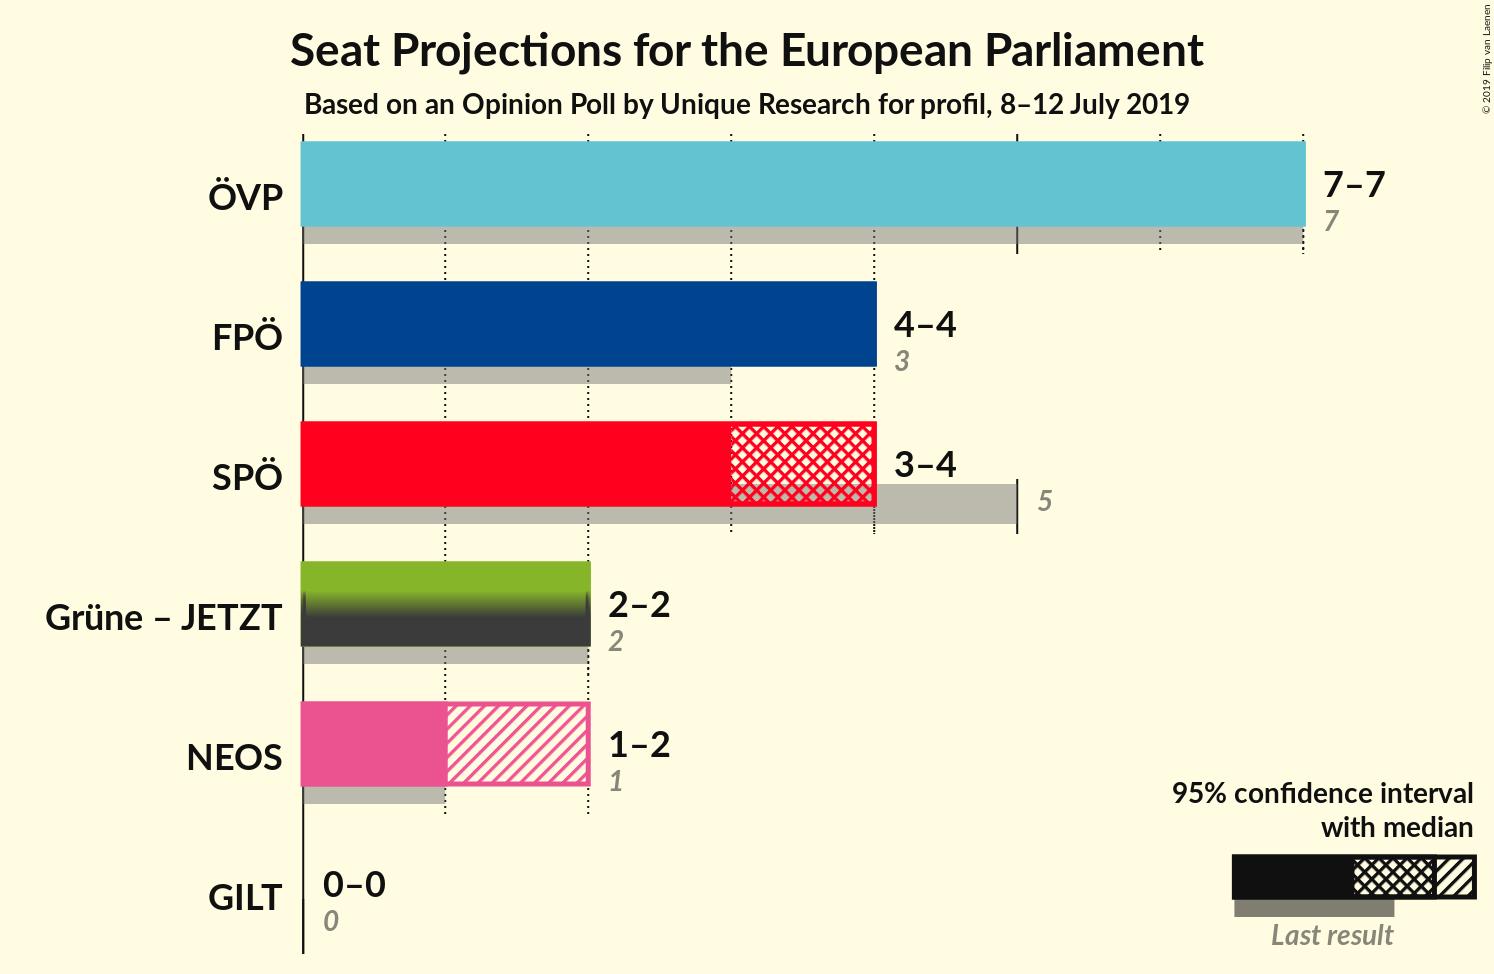 Seat Projections for the European Parliament
Based on an Opinion Poll by Unique Research for profil, 8–12 July 2019
© 2019 Filip van Laenen
ÖVP
7–7
7
FPÖ
4–4
3
SPÖ
3–4
5
Grüne – JETZT
2–2
2
NEOS
1–2
1
GILT
0–0
0
95% confidence interval
with median
Last result